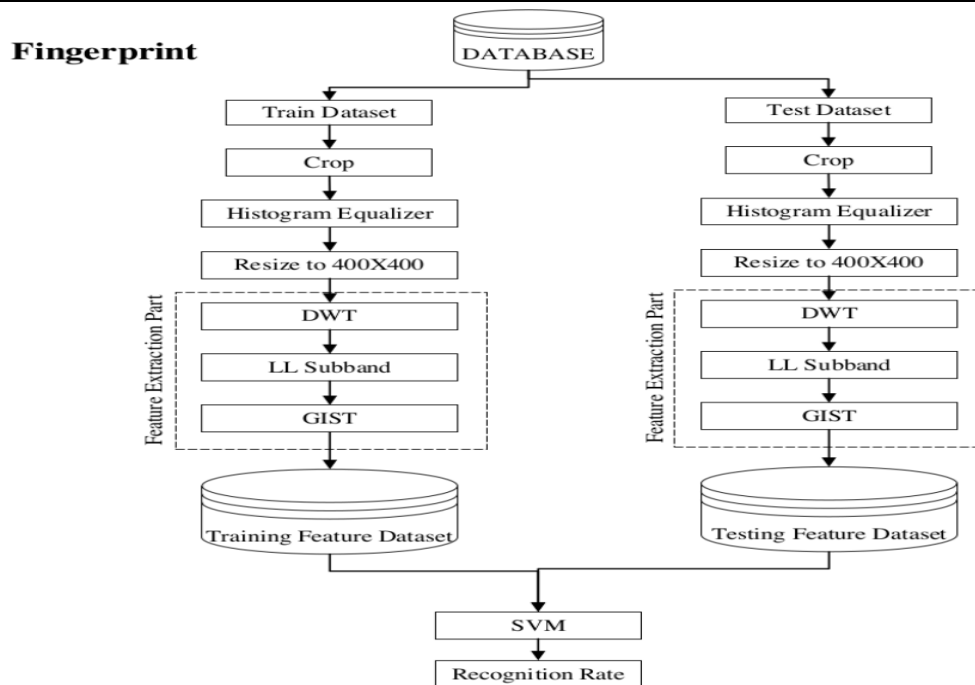 Fingerprint
DATABASE
Train Dataset
Crop
Histogram Equalizer
Resize to 400X400
Feature Extraction Part
DWT
LL Subband
GIST
Training Feature Dataset
Test Dataset
Crop
Histogram Equalizer
Resize to 400X400
Feature Extraction Part
DWT
LL Subband
GIST
Testing Feature Dataset
SVM
Recognition Rate